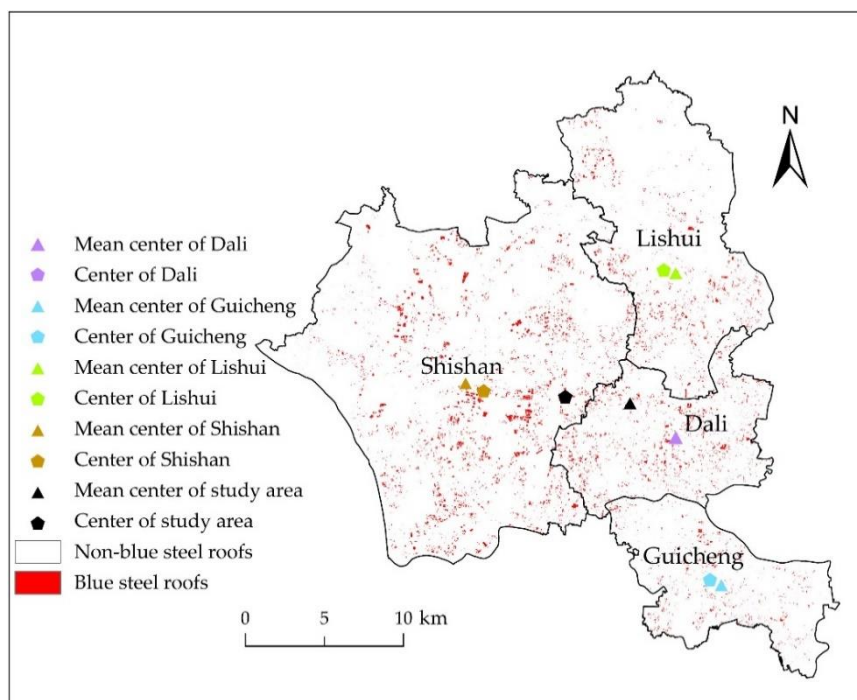 N
Lishui
Shishan
Dali
Guicheng
Mean center of Dali
Center of Dali
Mean center of Guicheng
Center of Guicheng
Mean center of Lishui
Center of Lishui
Mean center of Shishan
Center of Shishan
Mean center of study area
Center of study area
Non-blue steel roofs
Blue steel roofs
0 5 10 km